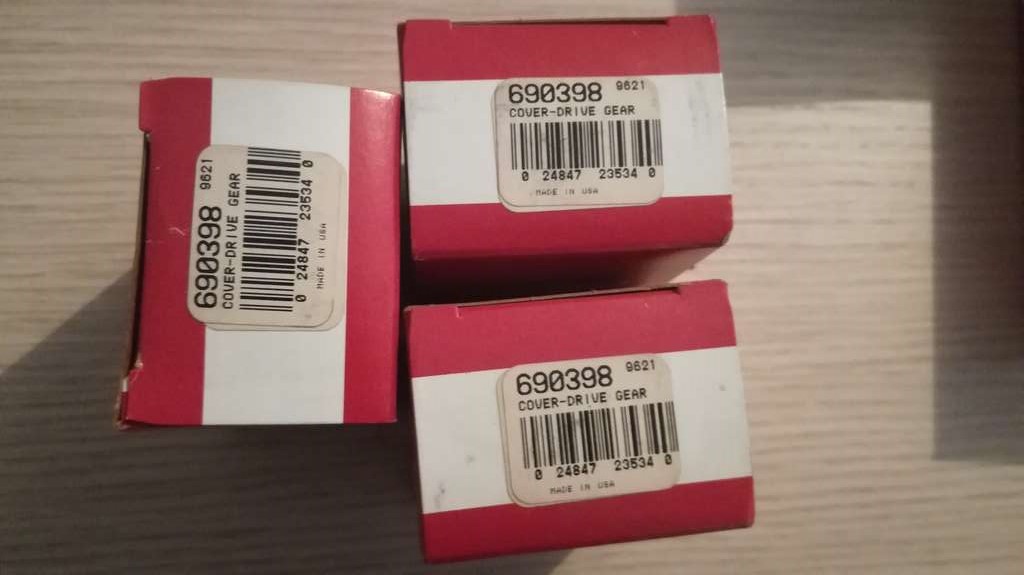 690398 9621
COVER-DRIVE GEAR
0 24847 23534 0
MADE IN USA
690398 9621
COVER-DRIVE GEAR
0 24847 23534 0
MADE IN USA
690398 9621
COVER-DRIVE GEAR
0 24847 23534 0
MADE IN USA